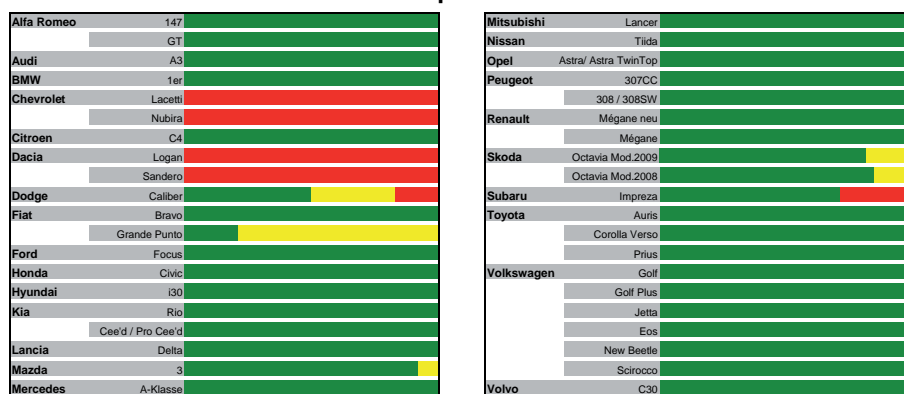 Alfa Romeo 147
GT
Audi A3
BMW 1er
Chevrolet Lacetti
Nubira
Citroen C4
Dacia Logan
Sandero
Dodge Caliber
Fiat Bravo
Grande Punto
Ford Focus
Honda Civic
Hyundai i30
Kia Rio
Cee'd / Pro Cee'd
Lancia Delta
Mazda 3
Mercedes A-Klasse
Mitsubishi Lancer
Nissan Tiida
Opel Astra/ Astra TwinTop
Peugeot 307CC
308 / 308SW
Renault Mégane neu
Mégane
Skoda Octavia Mod.2009
Octavia Mod.2008
Subaru Impreza
Toyota Auris
Corolla Verso
Prius
Volkswagen Golf
Golf Plus
Jetta
Eos
New Beetle
Scirocco
Volvo C30